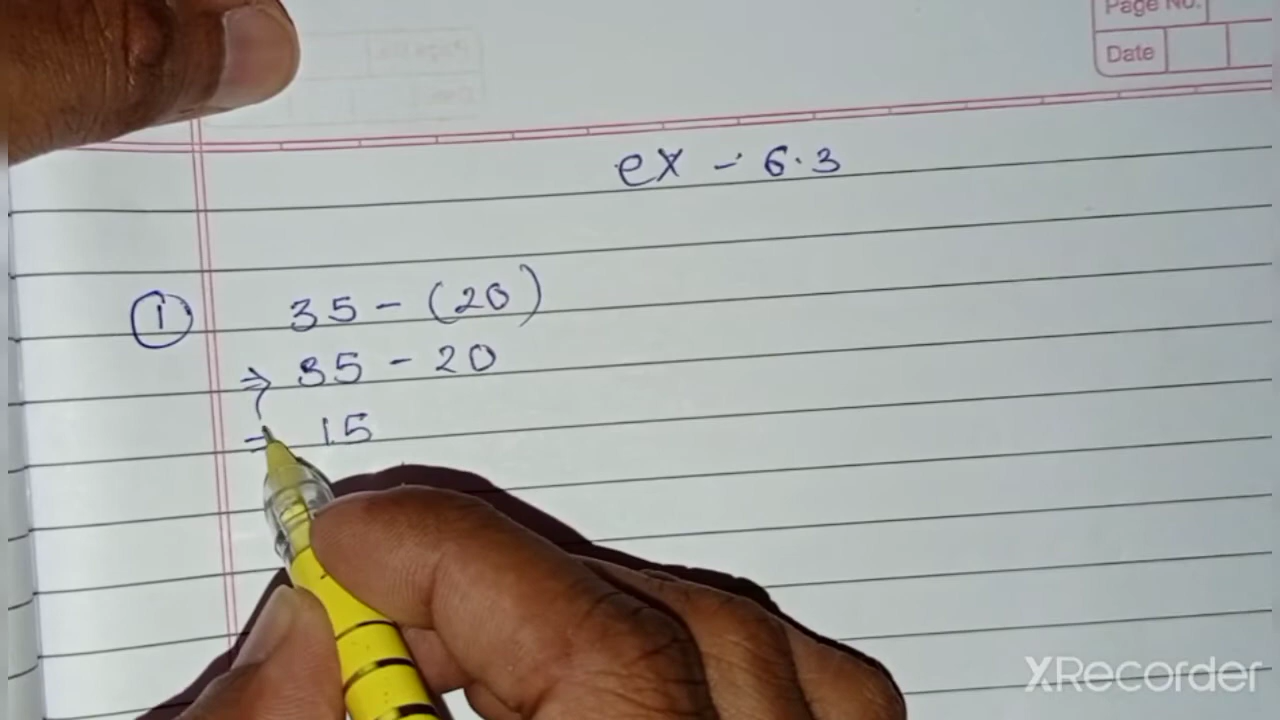 Page No.
Date
ex - 6.3
1 35 - (20)
⇒ 35 - 20
⇒ 15
XRecorder